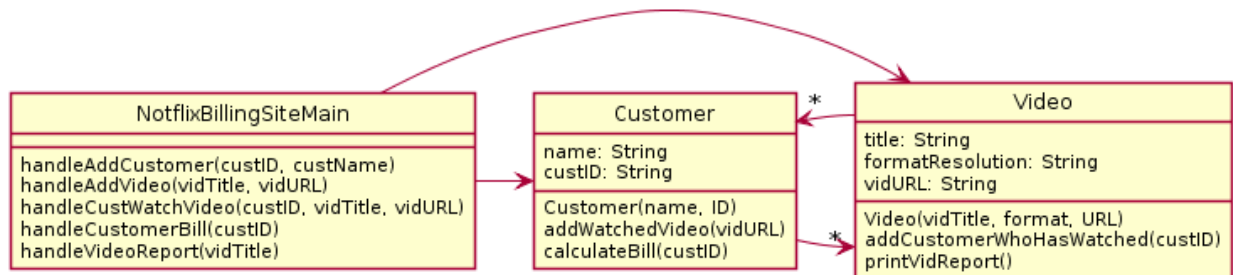 NotflixBillingSiteMain
handleAddCustomer(custID, custName)
handleAddVideo(vidTitle, vidURL)
handleCustWatchVideo(custID, vidTitle, vidURL)
handleCustomerBill(custID)
handleVideoReport(vidTitle)
Customer
name: String
custID: String
Customer(name, ID)
addWatchedVideo(vidURL)
calculateBill(custID)
*
*
Video
title: String
formatResolution: String
vidURL: String
Video(vidTitle, format, URL)
addCustomerWhoHasWatched(custID)
printVidReport()